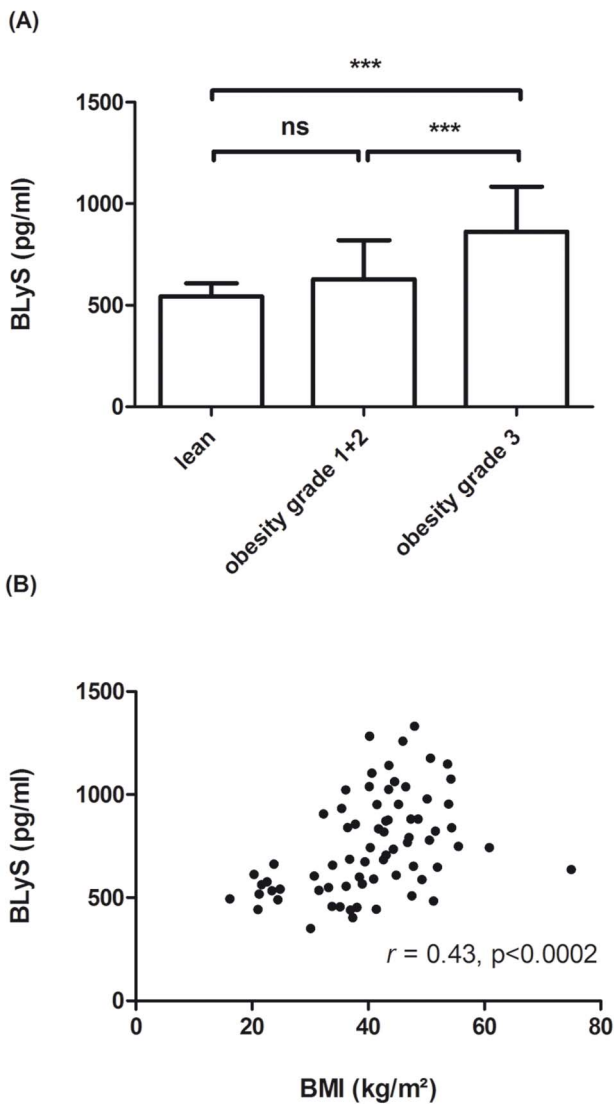 (A)
***
ns
***
1500
1000
500
0
BLyS (pg/ml)
lean
obesity grade 1+2
obesity grade 3
(B)
1500
1000
500
0
BLyS (pg/ml)
r = 0.43, p<0.0002
0 20 40 60 80
BMI (kg/m²)